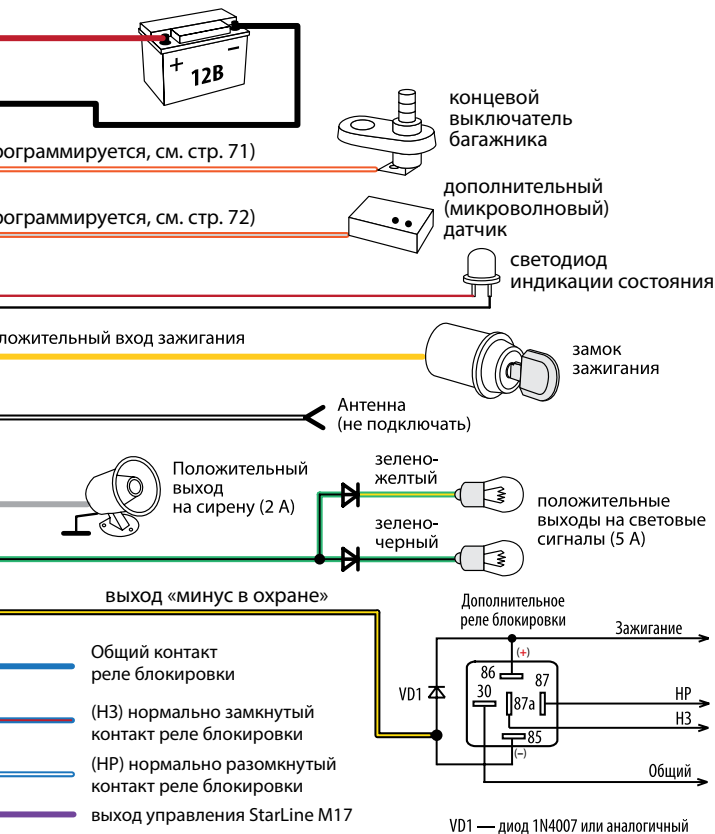 +
−
12В
концевой
выключатель
багажника
рограммируется, см. стр. 71)
дополнительный
(микроволновый)
датчик
рограммируется, см. стр. 72)
светодиод
индикации состояния
ложительный вход зажигания
замок
зажигания
Антенна
(не подключать)
Положительный
выход
на сирену (2 А)
зелено-
желтый
зелено-
черный
положительные
выходы на световые
сигналы (5 А)
выход «минус в охране»
Дополнительное
реле блокировки
Зажигание
(+)
86
87
30
87а
VD1
НР
НЗ
85
(−)
Общий
Общий контакт
реле блокировки
(НЗ) нормально замкнутый
контакт реле блокировки
(НР) нормально разомкнутый
контакт реле блокировки
выход управления StarLine M17
VD1 — диод 1N4007 или аналогичный